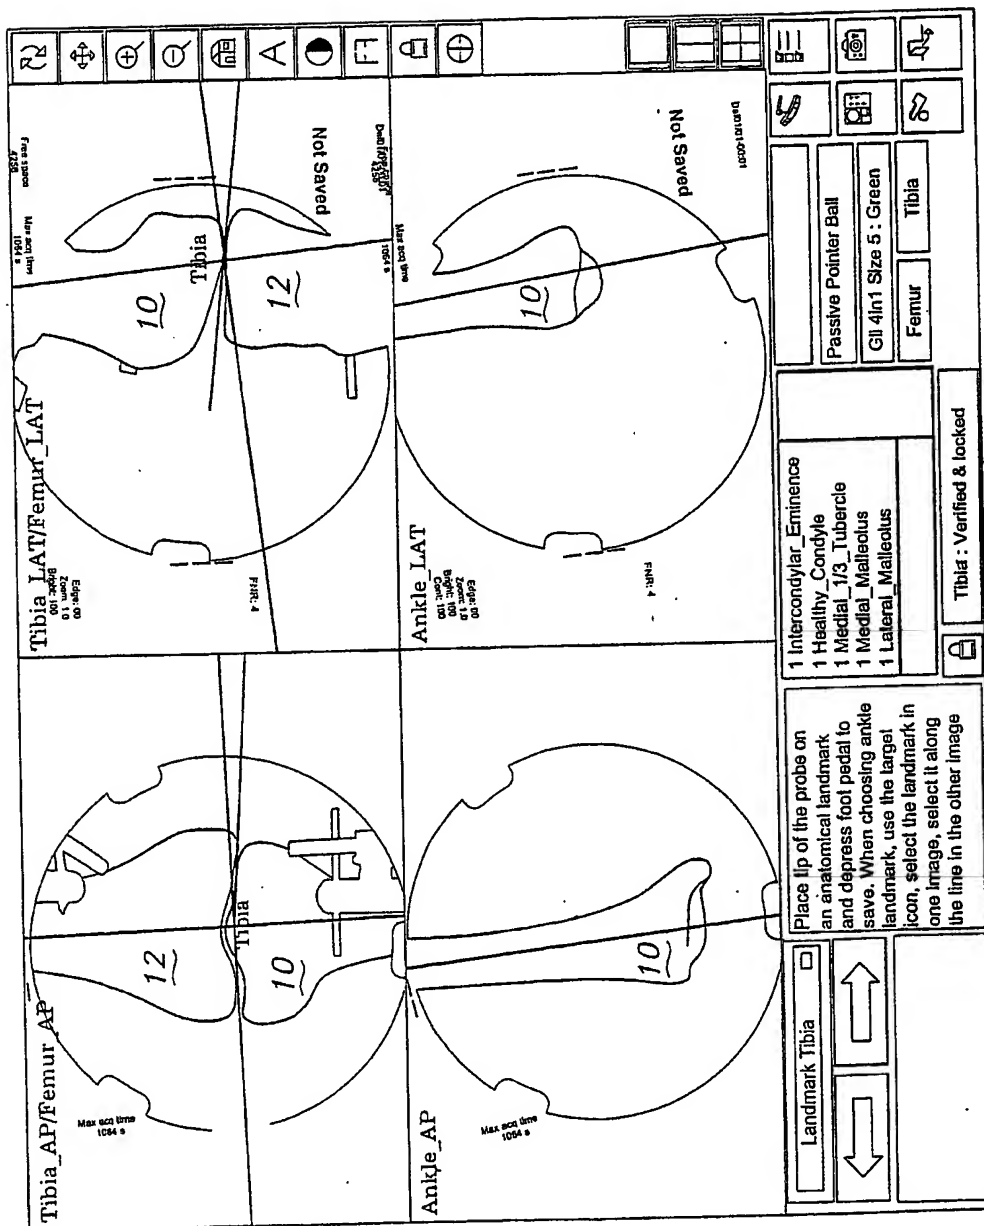 Tibia_AP/Femur_AP
Max acq time
1064 s
12
Tibia
10
Tibia_LAT/Femur_LAT
Edge: 00
Zoom: 1.0
Bright: 100
FNR: 4
Free space
4256
Max acq time
1064 s
10
Tibia
12
Not Saved
Ankle_AP
Max acq time
1064 s
10
Ankle_LAT
Edge: 00
Zoom: 1.0
Bright: 100
Cont: 100
FNR: 4
Max acq time
1064 s
10
Not Saved
Landmark Tibia
Place tip of the probe on
an anatomical landmark
and depress foot pedal to
save. When choosing ankle
landmark, use the target
icon, select the landmark in
one image, select it along
the line in the other image
1 Intercondylar_Eminence
1 Healthy_Condyle
1 Medial_1/3_Tubercle
1 Medial_Malleolus
1 Lateral_Malleolus
Tibia : Verified & locked
Passive Pointer Ball
GII 4in1 Size 5 : Green
Femur
Tibia
A